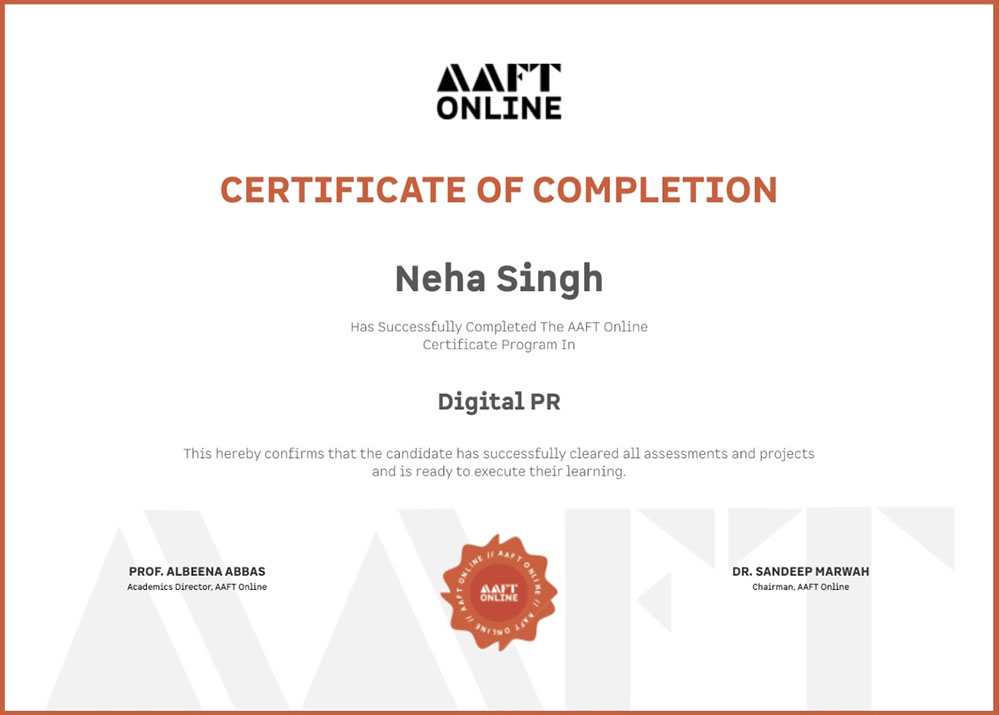 AAFT
ONLINE
CERTIFICATE OF COMPLETION
Neha Singh
Has Successfully Completed The AAFT Online
Certificate Program In
Digital PR
This hereby confirms that the candidate has successfully cleared all assessments and projects
and is ready to execute their learning.
AAFT
PROF. ALBEENA ABBAS
Academics Director, AAFT Online
// AAFT ONLINE // AAFT ONLINE // AAFT ONLINE
AAFT
ONLINE
DR. SANDEEP MARWAH
Chairman, AAFT Online